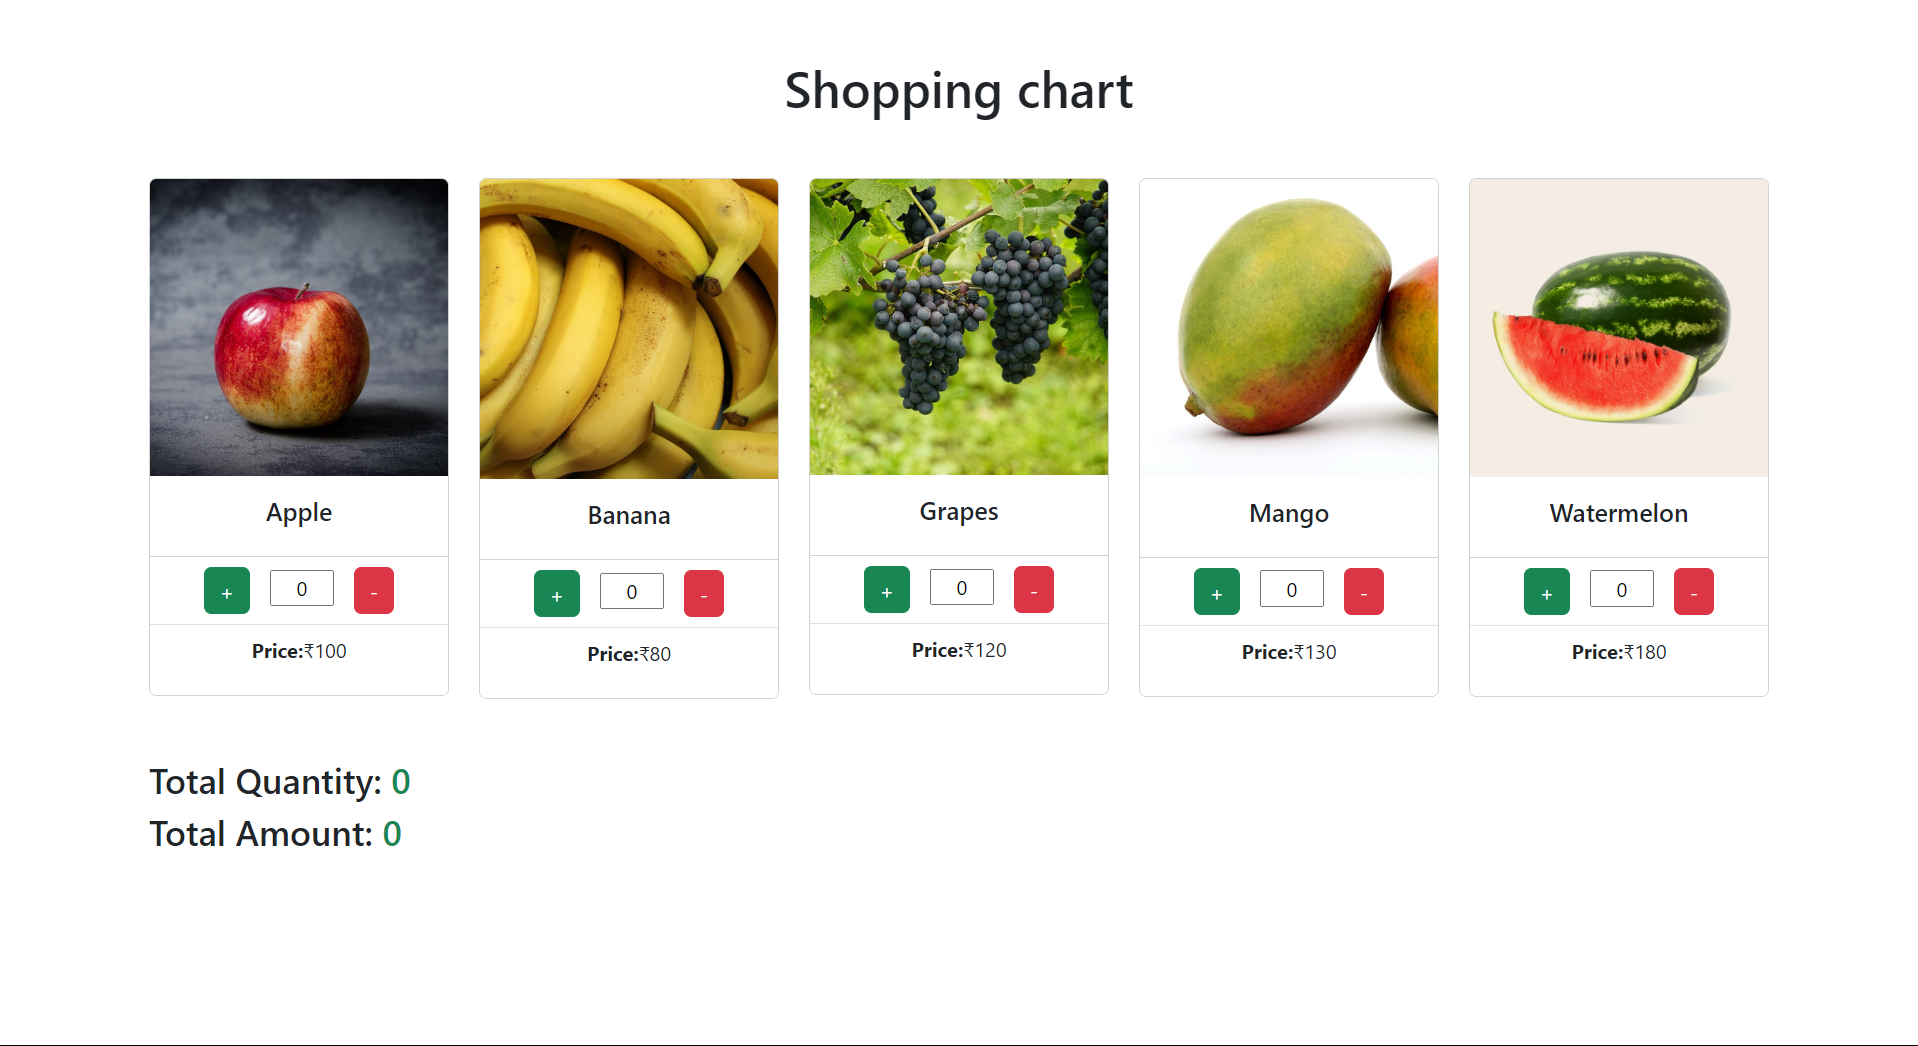 Shopping chart
Apple
Banana
Grapes
Mango
Watermelon
+ 0 -
+ 0 -
+ 0 -
+ 0 -
+ 0 -
Price:₹100
Price:₹80
Price:₹120
Price:₹130
Price:₹180
Total Quantity: 0
Total Amount: 0